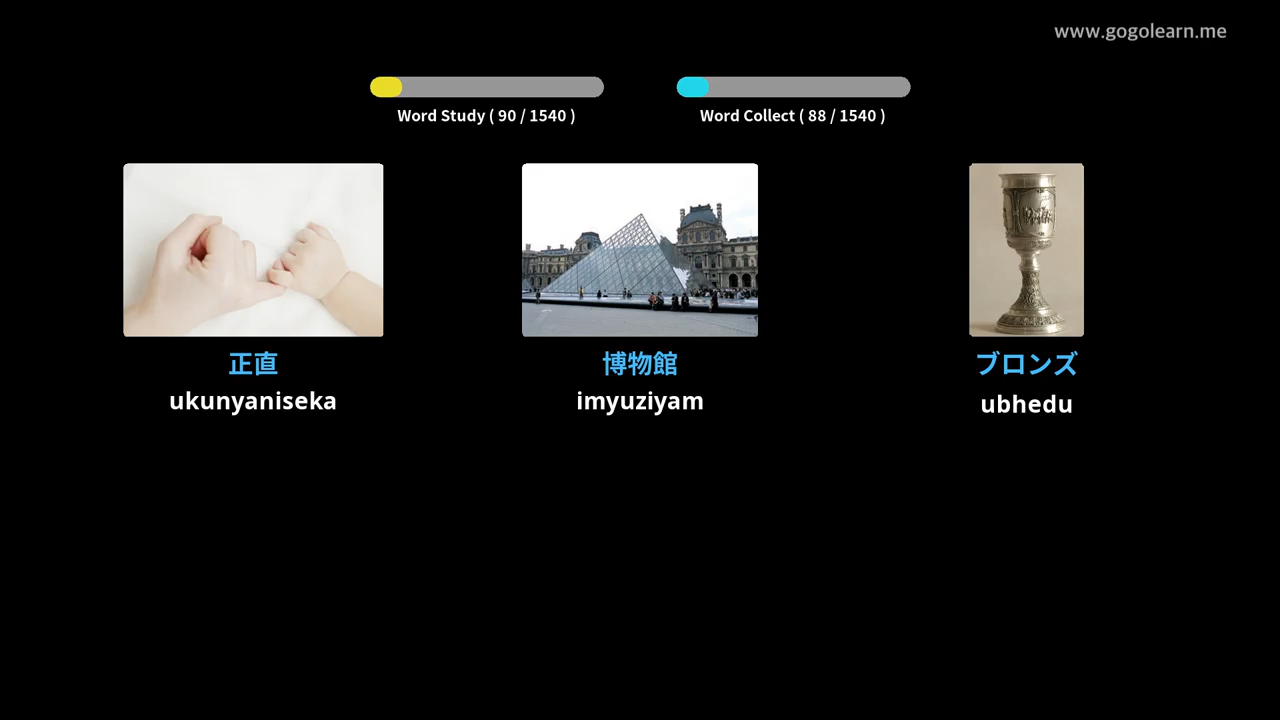 www.gogolearn.me
Word Study ( 90 / 1540 )
Word Collect ( 88 / 1540 )
正直
博物館
ブロンズ
ukunyaniseka
imyuziyam
ubhedu